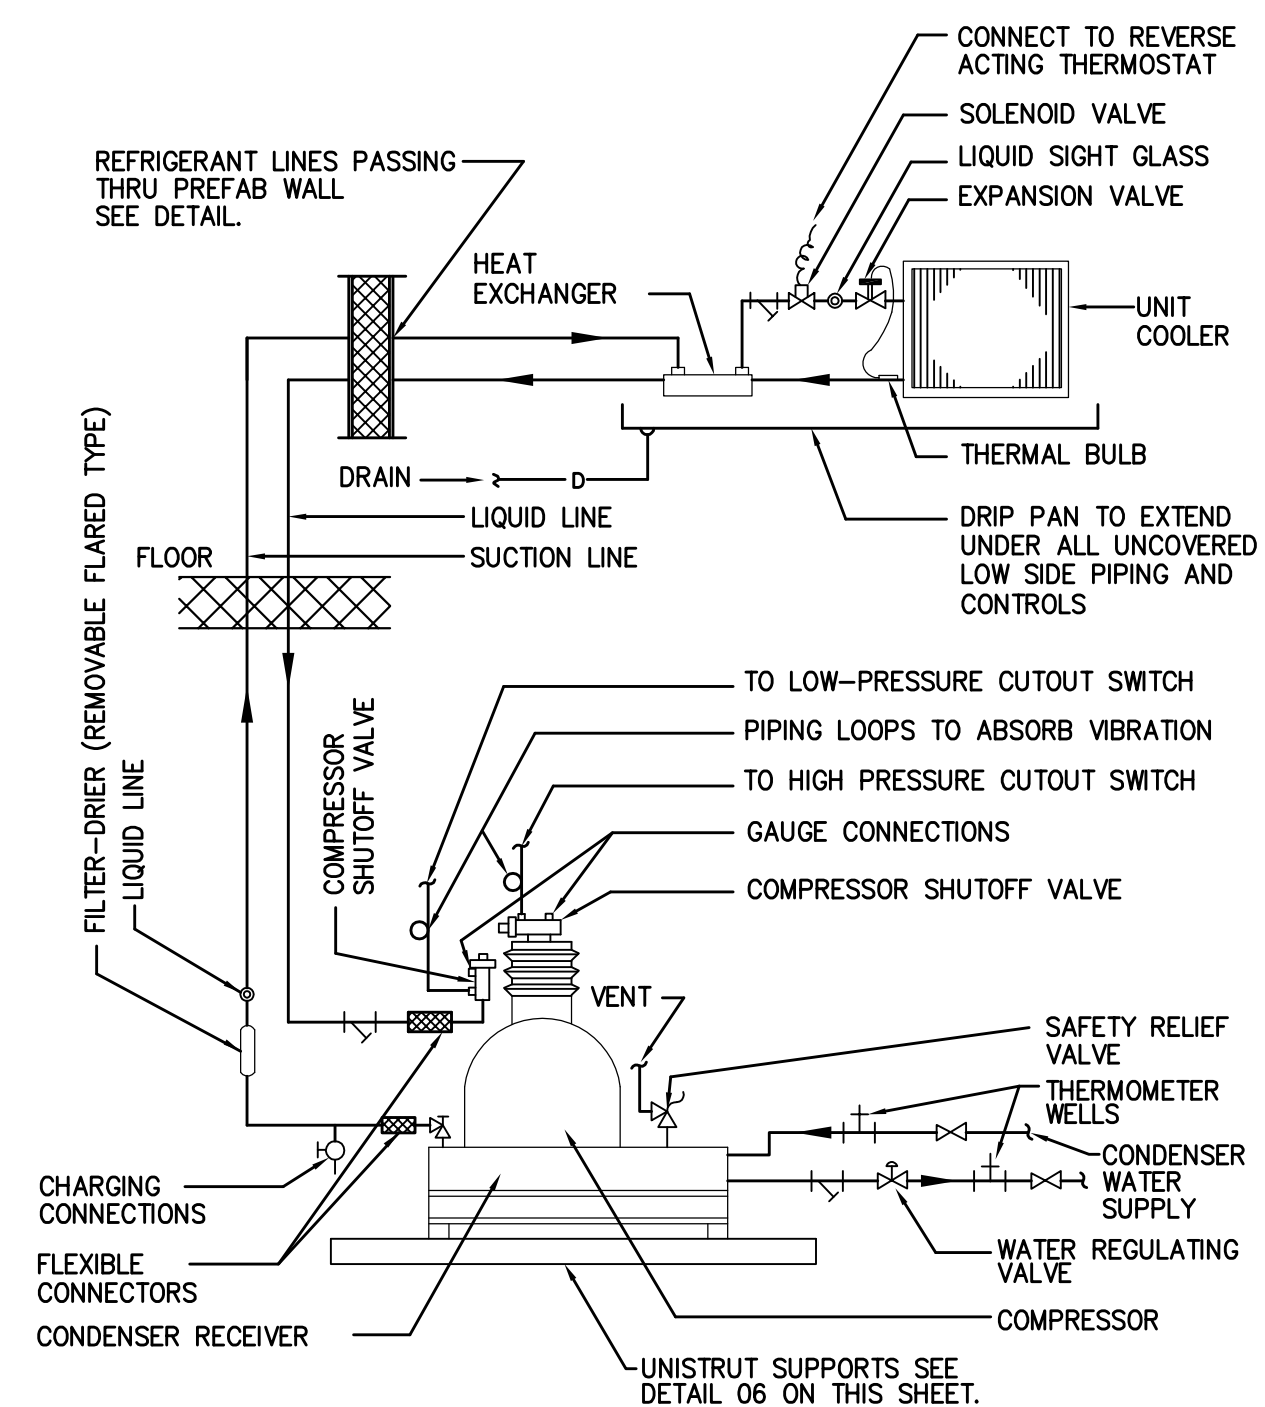 CONNECT TO REVERSE
ACTING THERMOSTAT
SOLENOID VALVE
LIQUID SIGHT GLASS
EXPANSION VALVE
REFRIGERANT LINES PASSING
THRU PREFAB WALL
SEE DETAIL.
HEAT
EXCHANGER
UNIT
COOLER
THERMAL BULB
DRAIN
D
LIQUID LINE
SUCTION LINE
FLOOR
DRIP PAN TO EXTEND
UNDER ALL UNCOVERED
LOW SIDE PIPING AND
CONTROLS
FILTER-DRIER (REMOVABLE FLARED TYPE)
LIQUID LINE
COMPRESSOR
SHUTOFF VALVE
TO LOW-PRESSURE CUTOUT SWITCH
PIPING LOOPS TO ABSORB VIBRATION
TO HIGH PRESSURE CUTOUT SWITCH
GAUGE CONNECTIONS
COMPRESSOR SHUTOFF VALVE
VENT
SAFETY RELIEF
VALVE
THERMOMETER
WELLS
CONDENSER
WATER
SUPPLY
WATER REGULATING
VALVE
COMPRESSOR
CHARGING
CONNECTIONS
FLEXIBLE
CONNECTORS
CONDENSER RECEIVER
UNISTRUT SUPPORTS SEE
DETAIL 06 ON THIS SHEET.